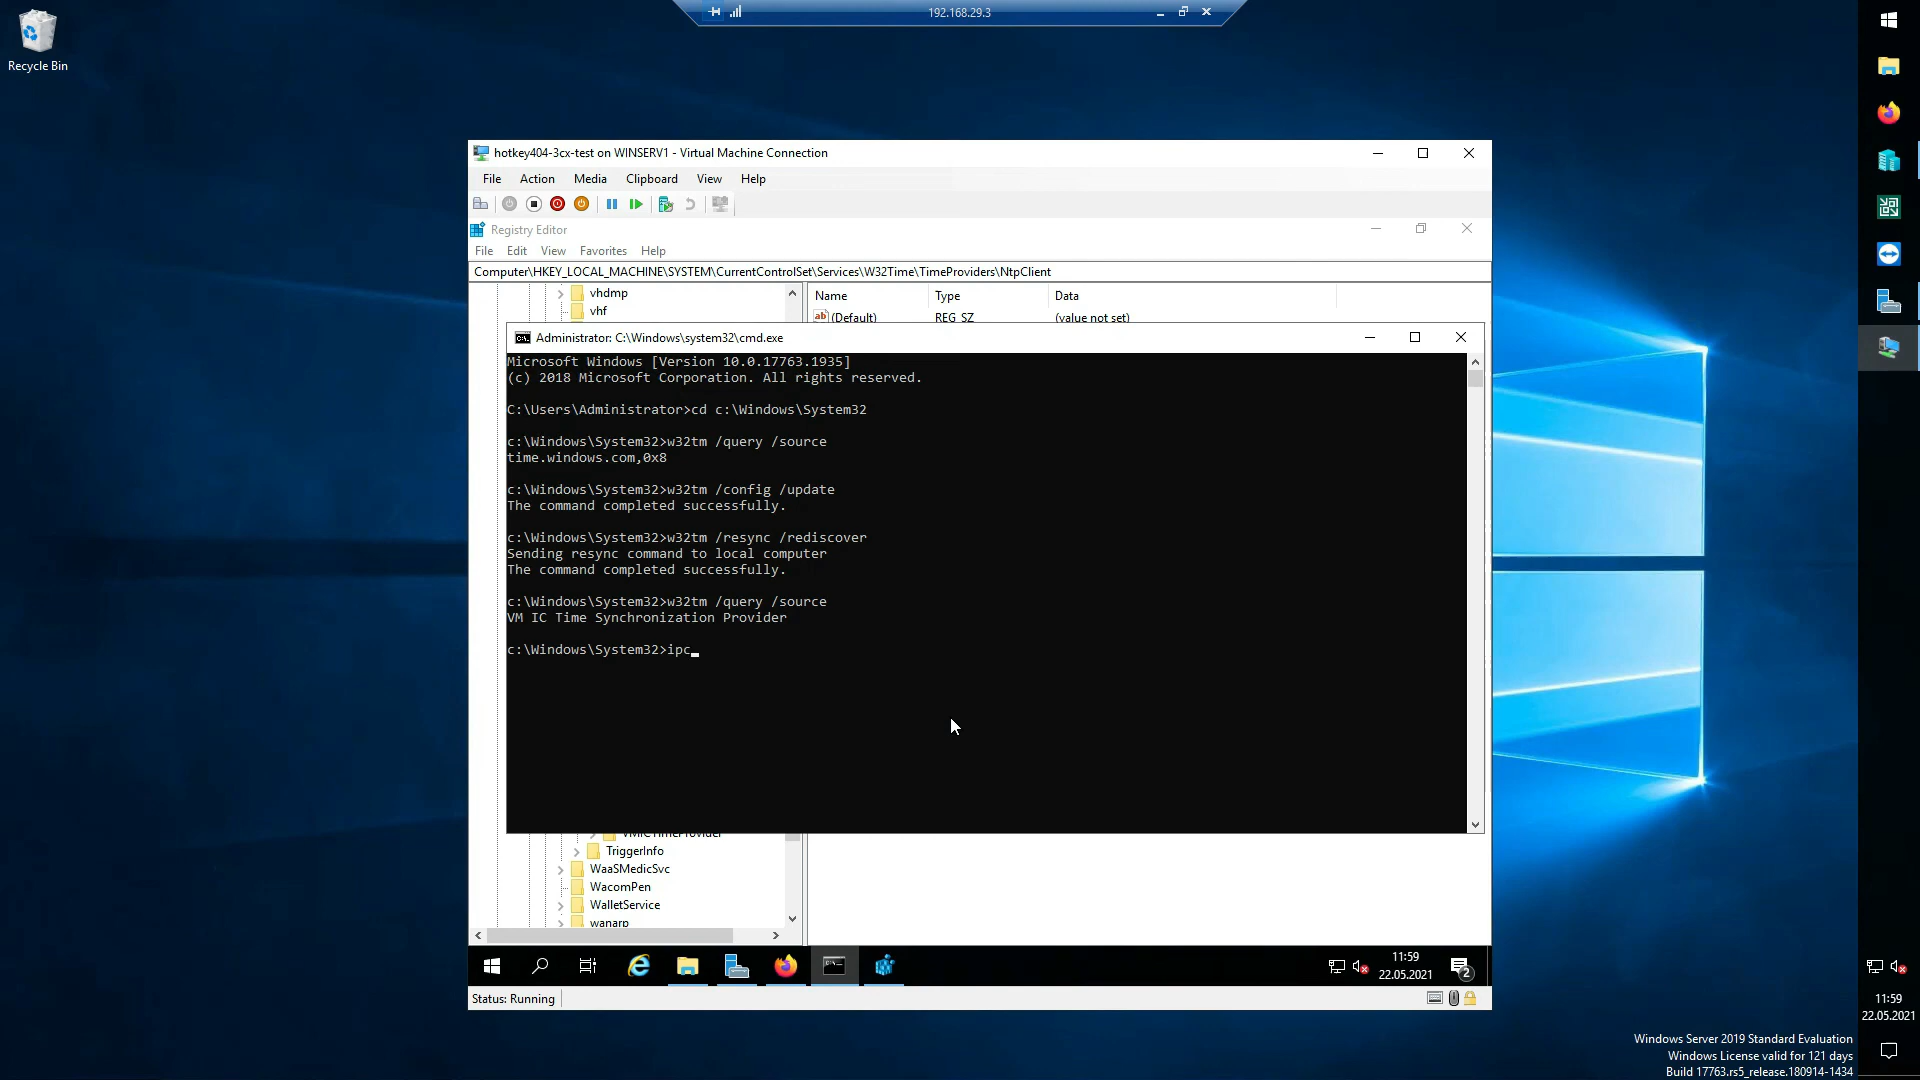 192.168.29.3
Recycle Bin
hotkey404-3cx-test on WINSERV1 - Virtual Machine Connection
File Action Media Clipboard View Help
Registry Editor
File Edit View Favorites Help
Computer\HKEY_LOCAL_MACHINE\SYSTEM\CurrentControlSet\Services\W32Time\TimeProviders\NtpClient
vhdmp
vhf
Name Type Data
(Default) REG_SZ (value not set)
Administrator: C:\Windows\system32\cmd.exe
Microsoft Windows [Version 10.0.17763.1935]
(c) 2018 Microsoft Corporation. All rights reserved.
C:\Users\Administrator>cd c:\Windows\System32
c:\Windows\System32>w32tm /query /source
time.windows.com,0x8
c:\Windows\System32>w32tm /config /update
The command completed successfully.
c:\Windows\System32>w32tm /resync /rediscover
Sending resync command to local computer
The command completed successfully.
c:\Windows\System32>w32tm /query /source
VM IC Time Synchronization Provider
c:\Windows\System32>ipc
VMICTimeProvider
TriggerInfo
WaaSMedicSvc
WacomPen
WalletService
wanarp
11:59
22.05.2021
2
Status: Running
11:59
22.05.2021
Windows Server 2019 Standard Evaluation
Windows License valid for 121 days
Build 17763.rs5_release.180914-1434